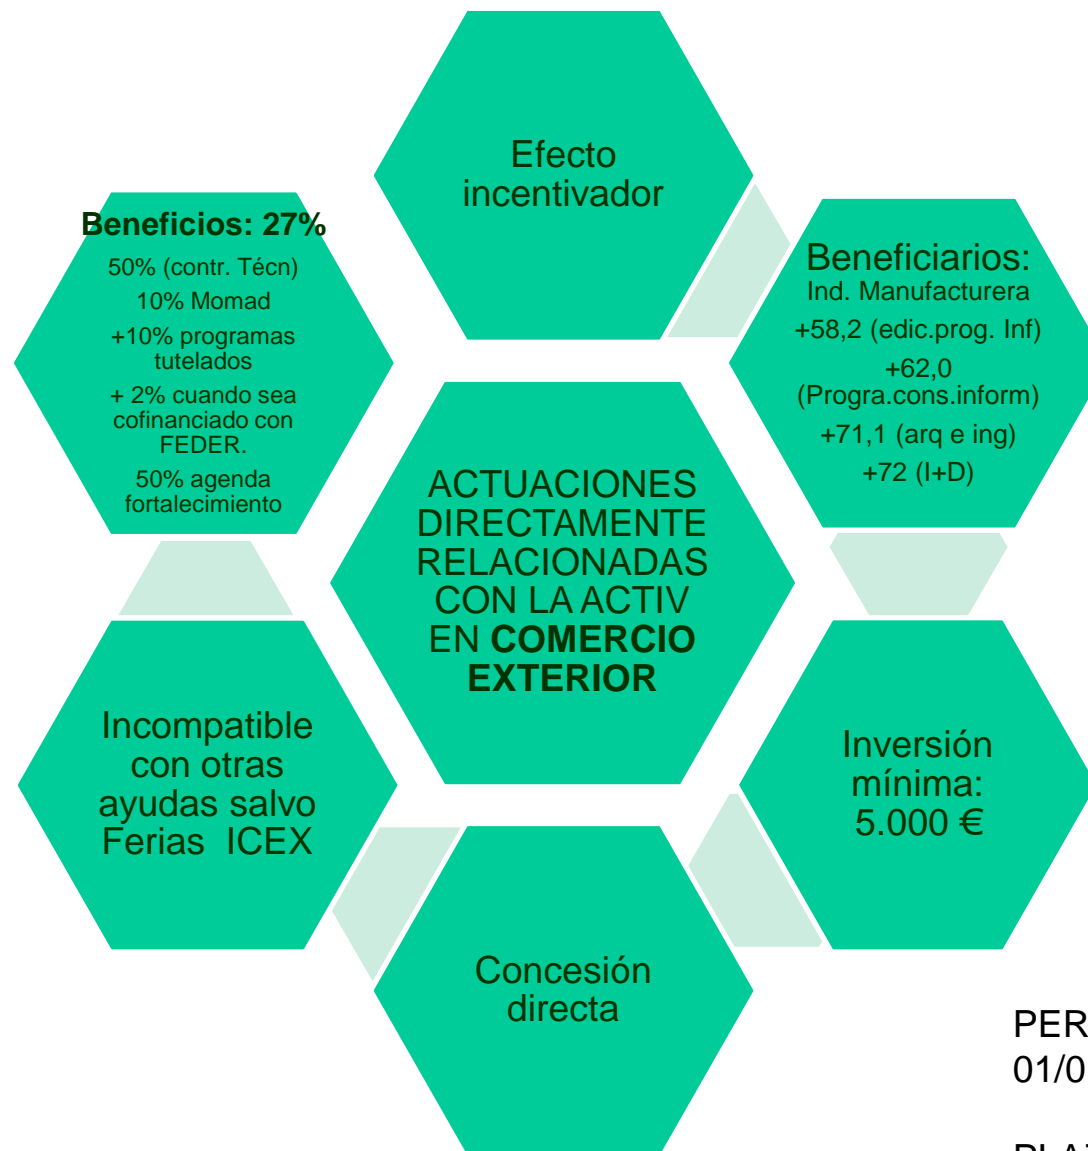 Efecto
incentivador
Beneficios: 27%
50% (contr. Técn)
10% Momad
+10% programas
tutelados
+ 2% cuando sea
cofinanciado con
FEDER.
50% agenda
fortalecimiento
Beneficiarios:
Ind. Manufacturera
+58,2 (edic.prog. Inf)
+62,0
(Progra.cons.inform)
+71,1 (arq e ing)
+72 (I+D)
ACTUACIONES
DIRECTAMENTE
RELACIONADAS
CON LA ACTIV
EN COMERCIO
EXTERIOR
Incompatible
con otras
ayudas salvo
Ferias ICEX
Inversión
mínima:
5.000 €
Concesión
directa
PER
01/0